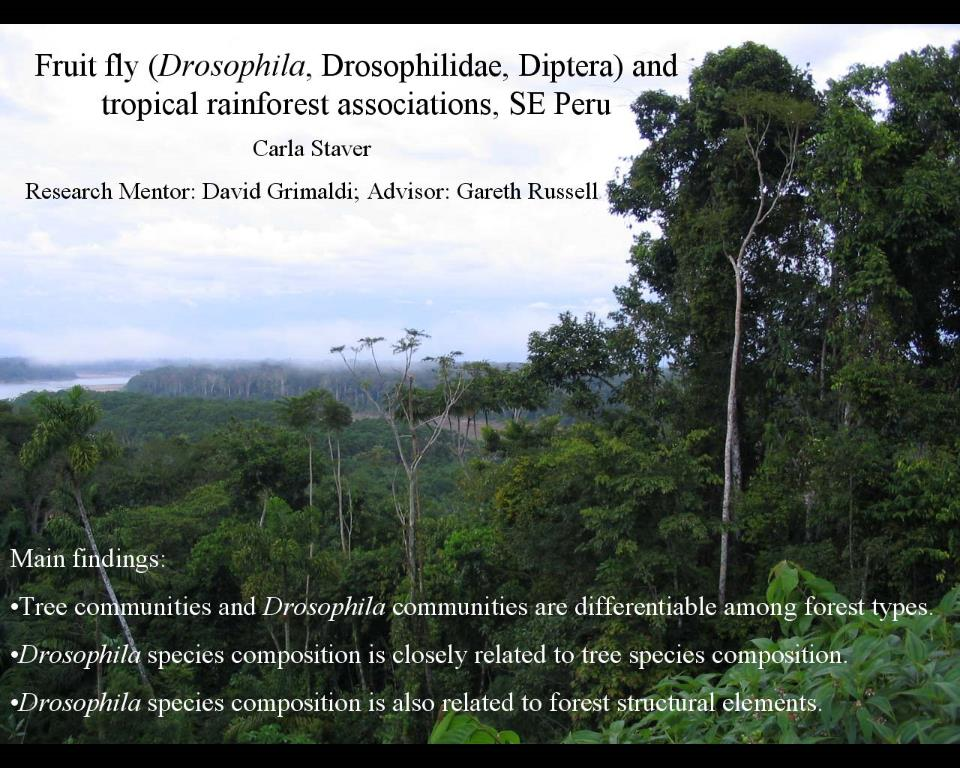 Fruit fly (Drosophila, Drosophilidae, Diptera) and
tropical rainforest associations, SE Peru
Carla Staver
Research Mentor: David Grimaldi; Advisor: Gareth Russell
Main findings:
•Tree communities and Drosophila communities are differentiable among forest types.
•Drosophila species composition is closely related to tree species composition.
•Drosophila species composition is also related to forest structural elements.